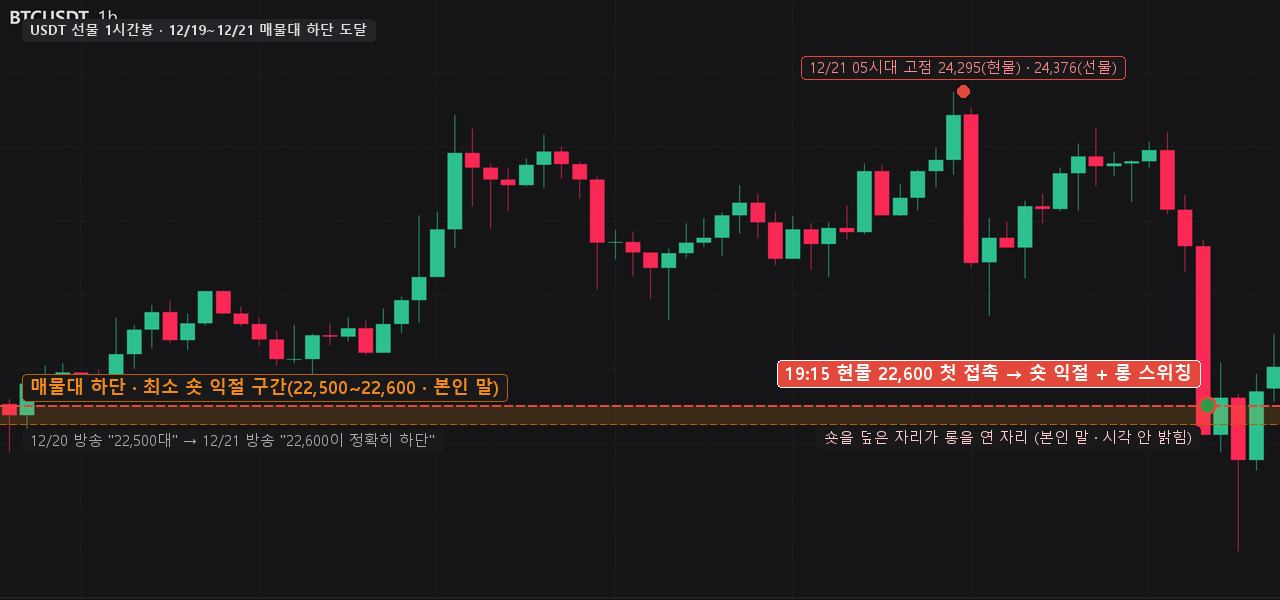 BTCUSDT 1h
USDT 선물 1시간봉 · 12/19~12/21 매물대 하단 도달
12/21 05시대 고점 24,295(현물) · 24,376(선물)
19:15 현물 22,600 첫 접촉 → 숏 익절 + 롱 스위칭
매물대 하단 · 최소 숏 익절 구간(22,500~22,600 · 본인 말)
12/20 방송 "22,500대" → 12/21 방송 "22,600이 정확히 하단"
숏을 덮은 자리가 롱을 연 자리 (본인 말 · 시각 안 밝힘)